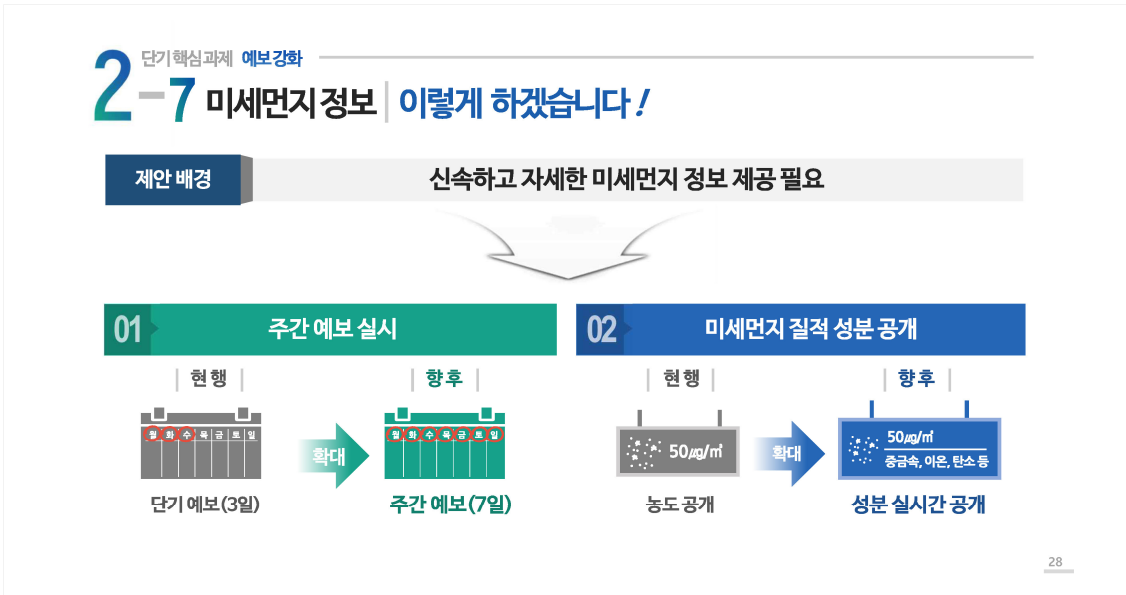 단기 핵심 과제 예보 강화
2-7 미세먼지 정보 이렇게 하겠습니다!
제안 배경
신속하고 자세한 미세먼지 정보 제공 필요
01 주간 예보 실시
현행
향후
월 화 수 목 금 토 일
확대
월 화 수 목 금 토 일
단기 예보(3일)
주간 예보(7일)
02 미세먼지 질적 성분 공개
현행
향후
50㎍/㎥
확대
50㎍/㎥
중금속, 이온, 탄소 등
농도 공개
성분 실시간 공개
28